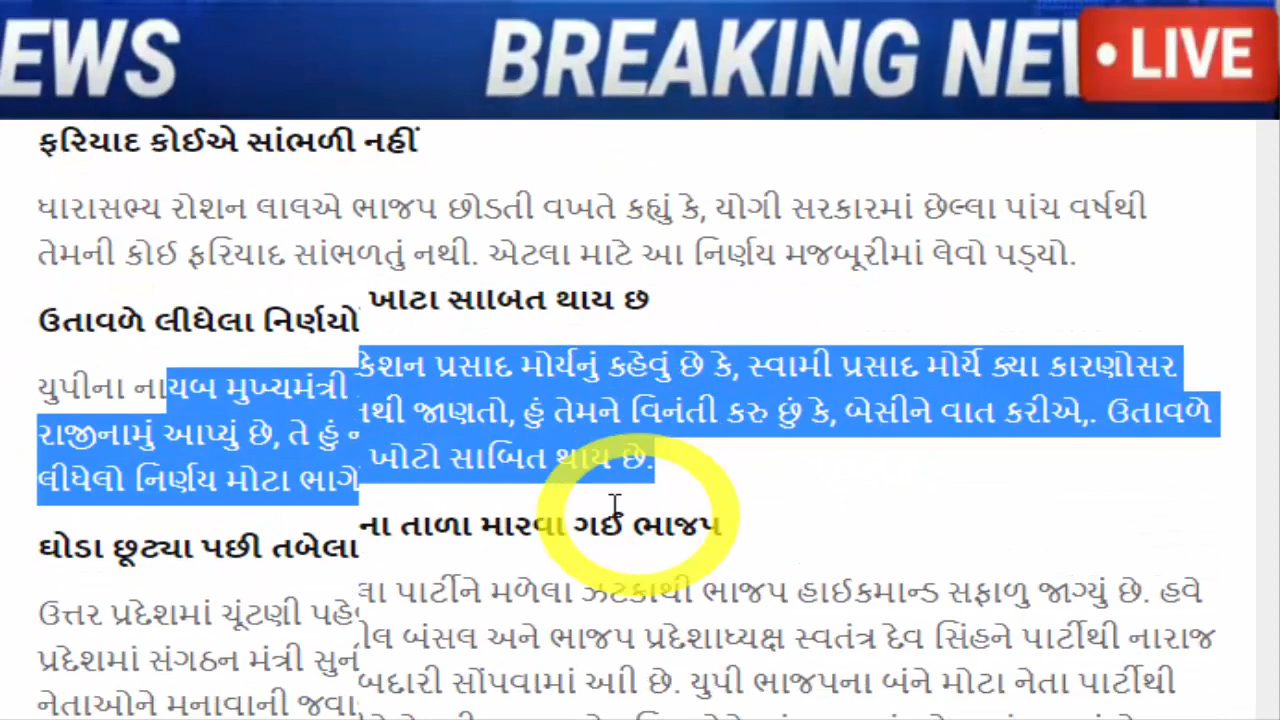 EWS BREAKING NEW LIVE
ફરિયાદ કોઈએ સાંભળી નહીં
ધારાસભ્ય રોશન લાલએ ભાજપ છોડતી વખતે કહ્યું કે, યોગી સરકારમાં છેલ્લા પાંચ વર્ષથી
તેમની કોઈ ફરિયાદ સાંભળતું નથી. એટલા માટે આ નિર્ણય મજબૂરીમાં લેવો પડ્યો.
ઉતાવળે લીધેલા નિર્ણયો ખોટા સાબિત થાય છે
યુપીના નાયબ મુખ્યમંત્રી કેશન પ્રસાદ મોર્યનું કહેવું છે કે, સ્વામી પ્રસાદ મોર્યે ક્યા કારણોસર
રાજીનામું આપ્યું છે, તે હું નથી જાણતો, હું તેમને વિનંતી કરુ છું કે, બેસીને વાત કરીએ,. ઉતાવળે
લીધેલો નિર્ણય મોટા ભાગે ખોટો સાબિત થાય છે.
ઘોડા છૂટ્યા પછી તબેલાના તાળા મારવા ગઈ ભાજપ
ઉત્તર પ્રદેશમાં ચૂંટણી પહેલા પાર્ટીને મળેલા ઝટકાથી ભાજપ હાઈકમાન્ડ સફાળુ જાગ્યું છે. હવે
પ્રદેશમાં સંગઠન મંત્રી સુનીલ બંસલ અને ભાજપ પ્રદેશાધ્યક્ષ સ્વતંત્ર દેવ સિંહને પાર્ટીથી નારાજ
નેતાઓને મનાવાની જવાબદારી સોંપવામાં આી છે. યુપી ભાજપના બંને મોટા નેતા પાર્ટીથી